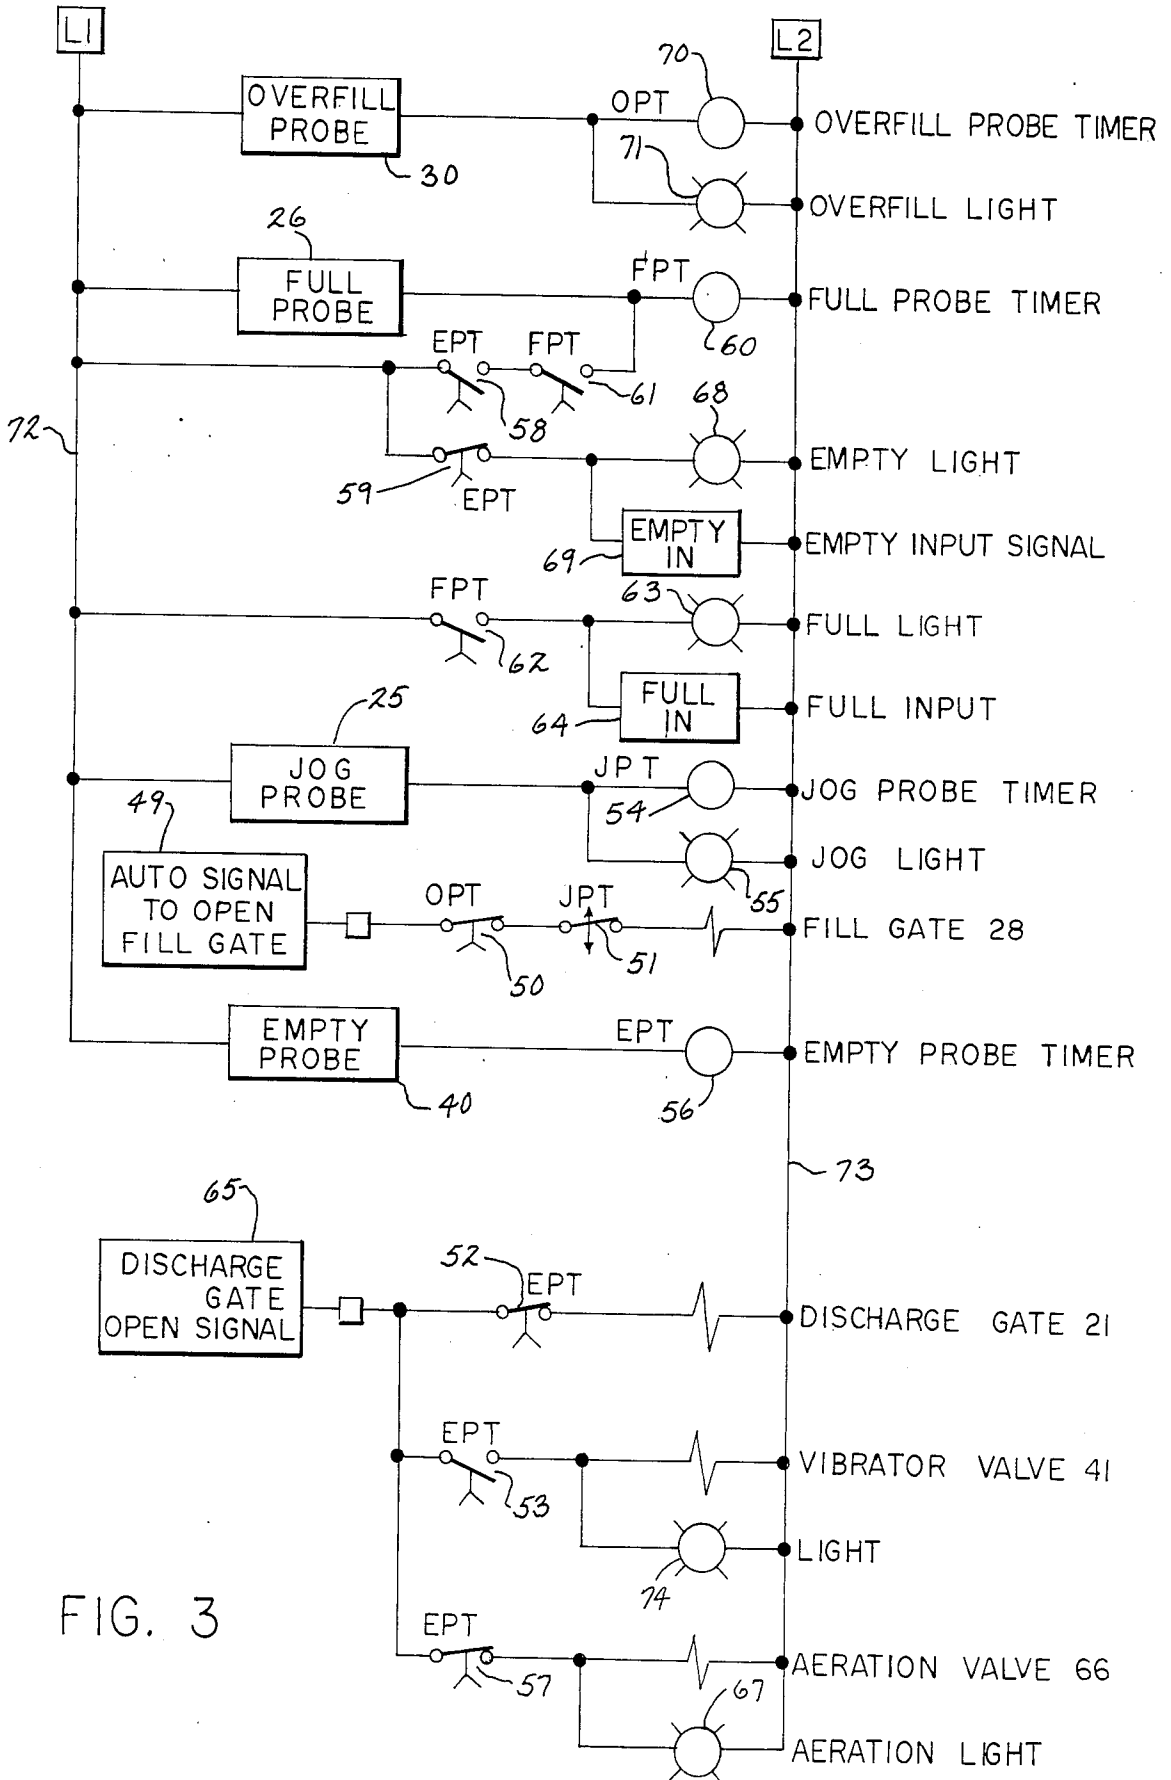 L1
L2
70
OVERFILL
PROBE
OPT
OVERFILL PROBE TIMER
30
71
OVERFILL LIGHT
26
FULL
PROBE
FPT
FULL PROBE TIMER
60
EPT
FPT
58
61
72
68
59
EPT
EMPTY LIGHT
EMPTY
IN
69
EMPTY INPUT SIGNAL
FPT
63
62
FULL LIGHT
FULL
IN
64
FULL INPUT
25
JOG
PROBE
JPT
54
JOG PROBE TIMER
49
55
JOG LIGHT
AUTO SIGNAL
TO OPEN
FILL GATE
OPT
JPT
50
51
FILL GATE 28
EMPTY
PROBE
EPT
EMPTY PROBE TIMER
40
56
73
65
DISCHARGE
GATE
OPEN SIGNAL
52
EPT
DISCHARGE GATE 21
EPT
53
VIBRATOR VALVE 41
74
LIGHT
FIG. 3
EPT
57
AERATION VALVE 66
67
AERATION LIGHT